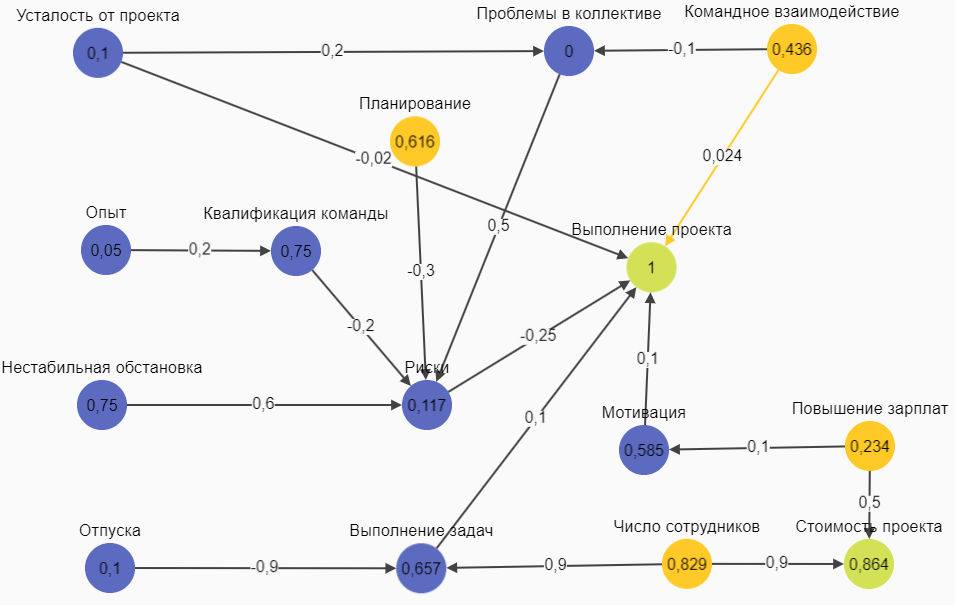 Усталость от проекта
Проблемы в коллективе
Командное взаимодействие
0,1
0,2
0
-0,1
0,436
Планирование
0,616
-0,02
0,024
Опыт
Квалификация команды
0,5
Выполнение проекта
0,05
0,2
0,75
-0,3
1
-0,2
-0,25
Нестабильная обстановка
Риски
0,1
0,75
0,6
0,117
0,1
Мотивация
Повышение зарплат
0,585
0,1
0,234
0,5
Отпуска
Выполнение задач
Число сотрудников
Стоимость проекта
0,1
-0,9
0,657
0,9
0,829
0,9
0,864